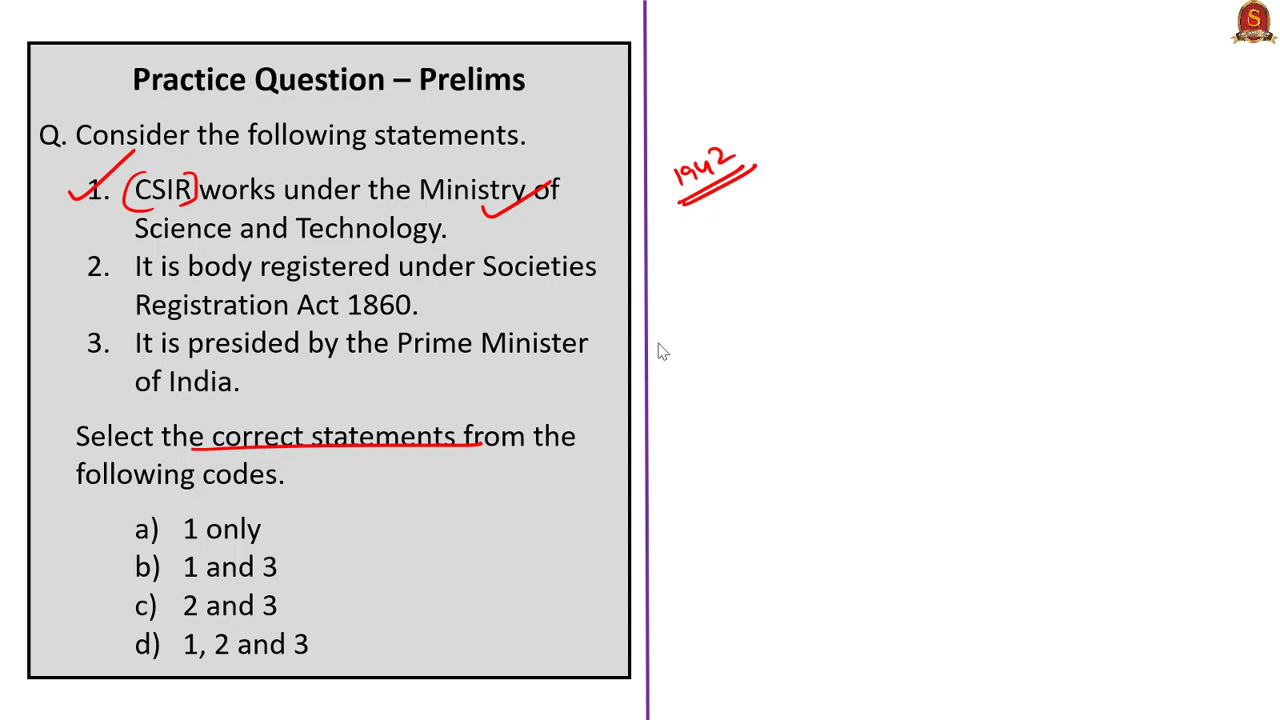 Practice Question – Prelims
Q. Consider the following statements.
1. CSIR works under the Ministry of
Science and Technology.
2. It is body registered under Societies
Registration Act 1860.
3. It is presided by the Prime Minister
of India.
Select the correct statements from the
following codes.
a) 1 only
b) 1 and 3
c) 2 and 3
d) 1, 2 and 3
1942
S